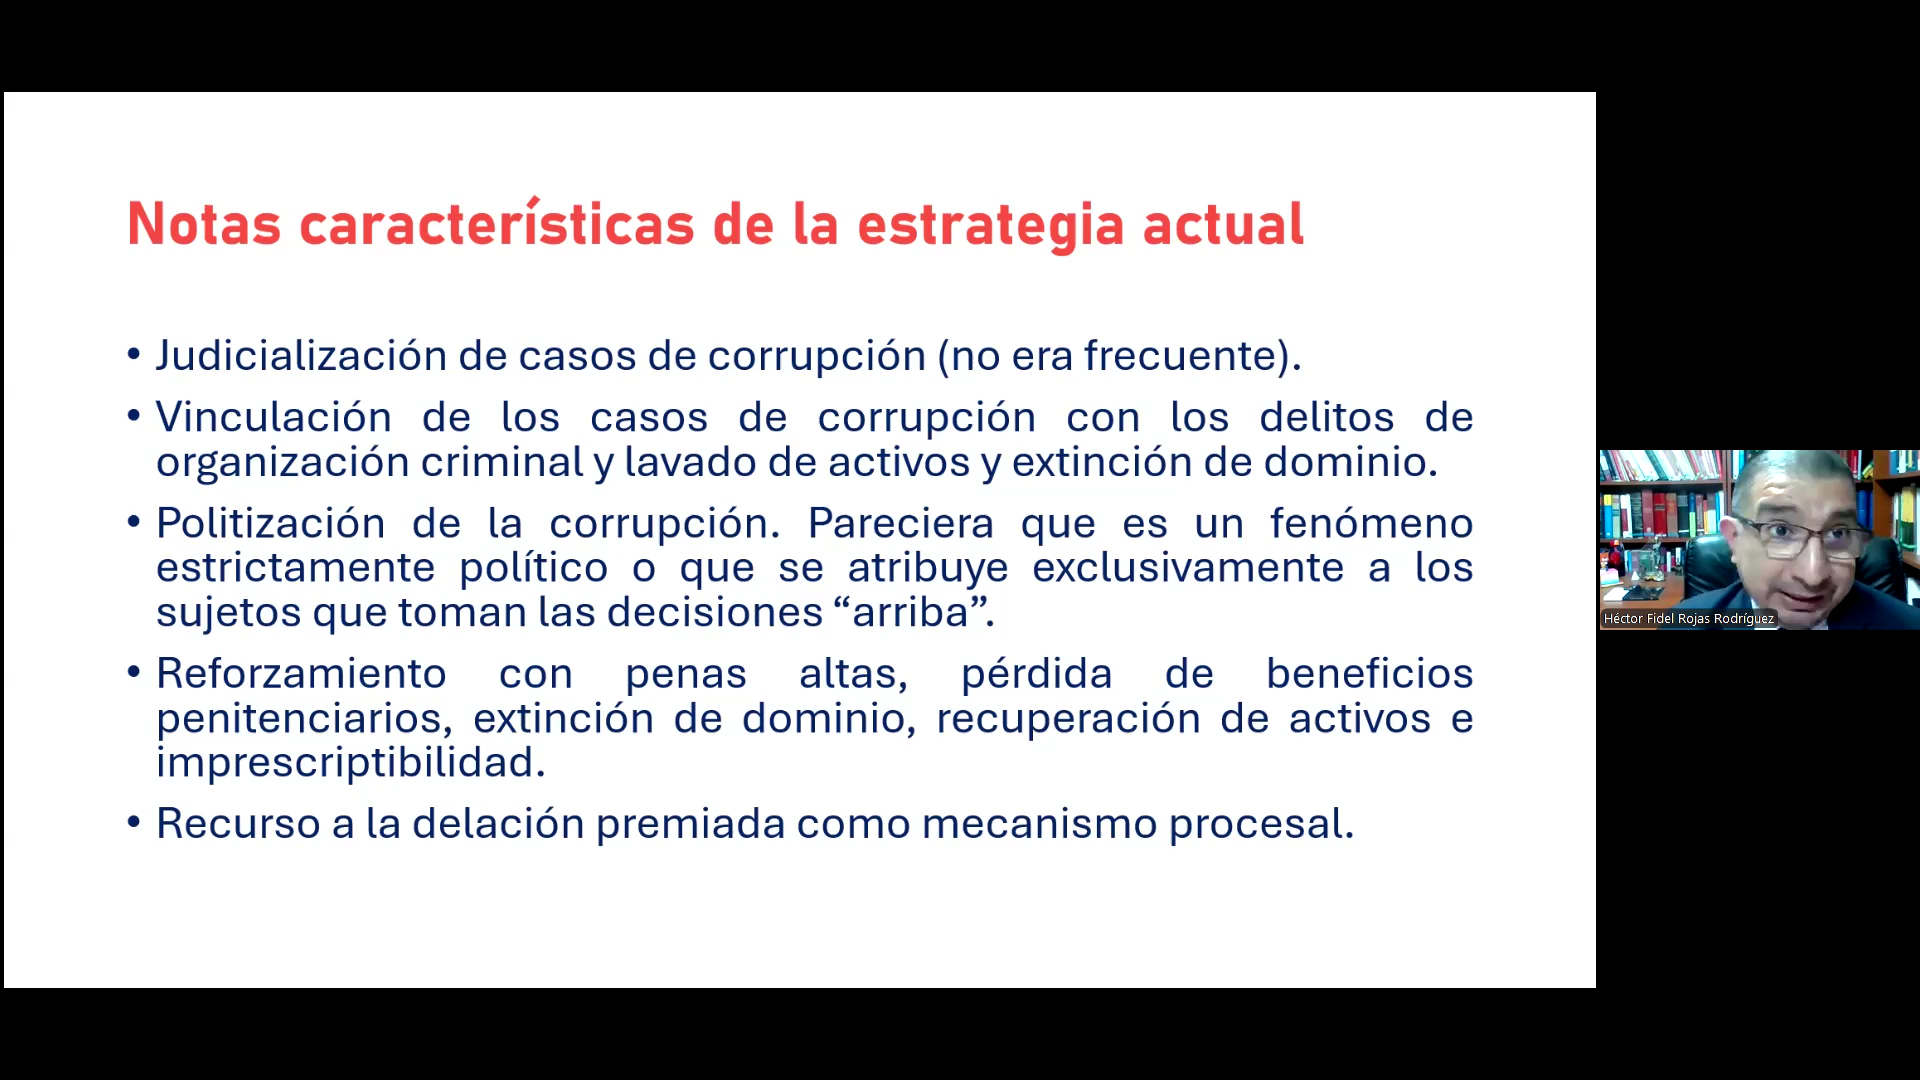 Notas características de la estrategia actual
• Judicialización de casos de corrupción (no era frecuente).
• Vinculación de los casos de corrupción con los delitos de
organización criminal y lavado de activos y extinción de dominio.
• Politización de la corrupción. Pareciera que es un fenómeno
estrictamente político o que se atribuye exclusivamente a los
sujetos que toman las decisiones “arriba”.
• Reforzamiento con penas altas, pérdida de beneficios
penitenciarios, extinción de dominio, recuperación de activos e
imprescriptibilidad.
• Recurso a la delación premiada como mecanismo procesal.
Héctor Fidel Rojas Rodríguez